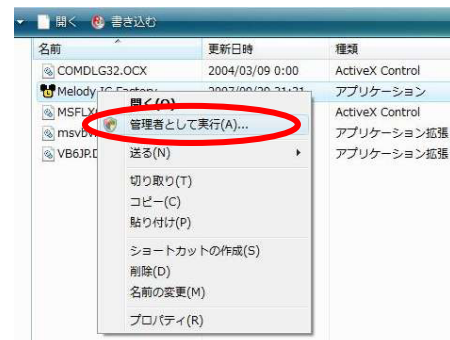 開く 書き込む
名前 更新日時 種類
COMDLG32.OCX 2004/03/09 0:00 ActiveX Control
Melody IC Factory アプリケーション
開く(O)
ActiveX Control
管理者として実行(A)...
アプリケーション拡張
送る(N)
アプリケーション拡張
切り取り(T)
コピー(C)
貼り付け(P)
ショートカットの作成(S)
削除(D)
名前の変更(M)
プロパティ(R)